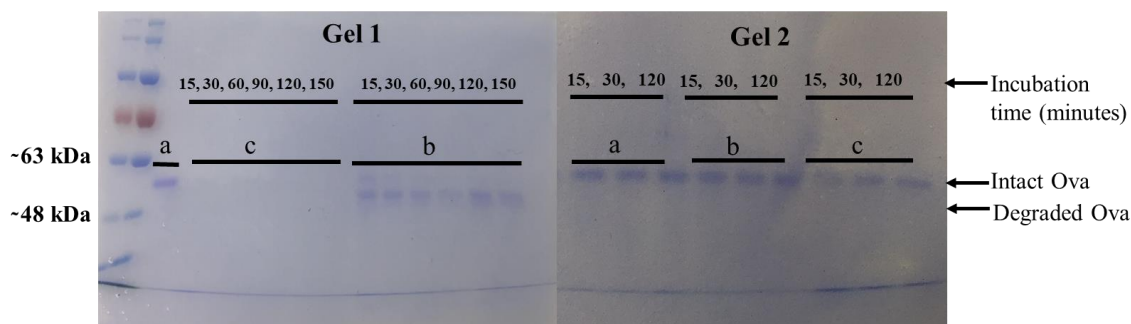 Gel 1
Gel 2
15, 30, 60, 90, 120, 150
15, 30, 60, 90, 120, 150
15, 30, 120
15, 30, 120
15, 30, 120
Incubation
time (minutes)
~63 kDa
a
c
b
a
b
c
Intact Ova
~48 kDa
Degraded Ova